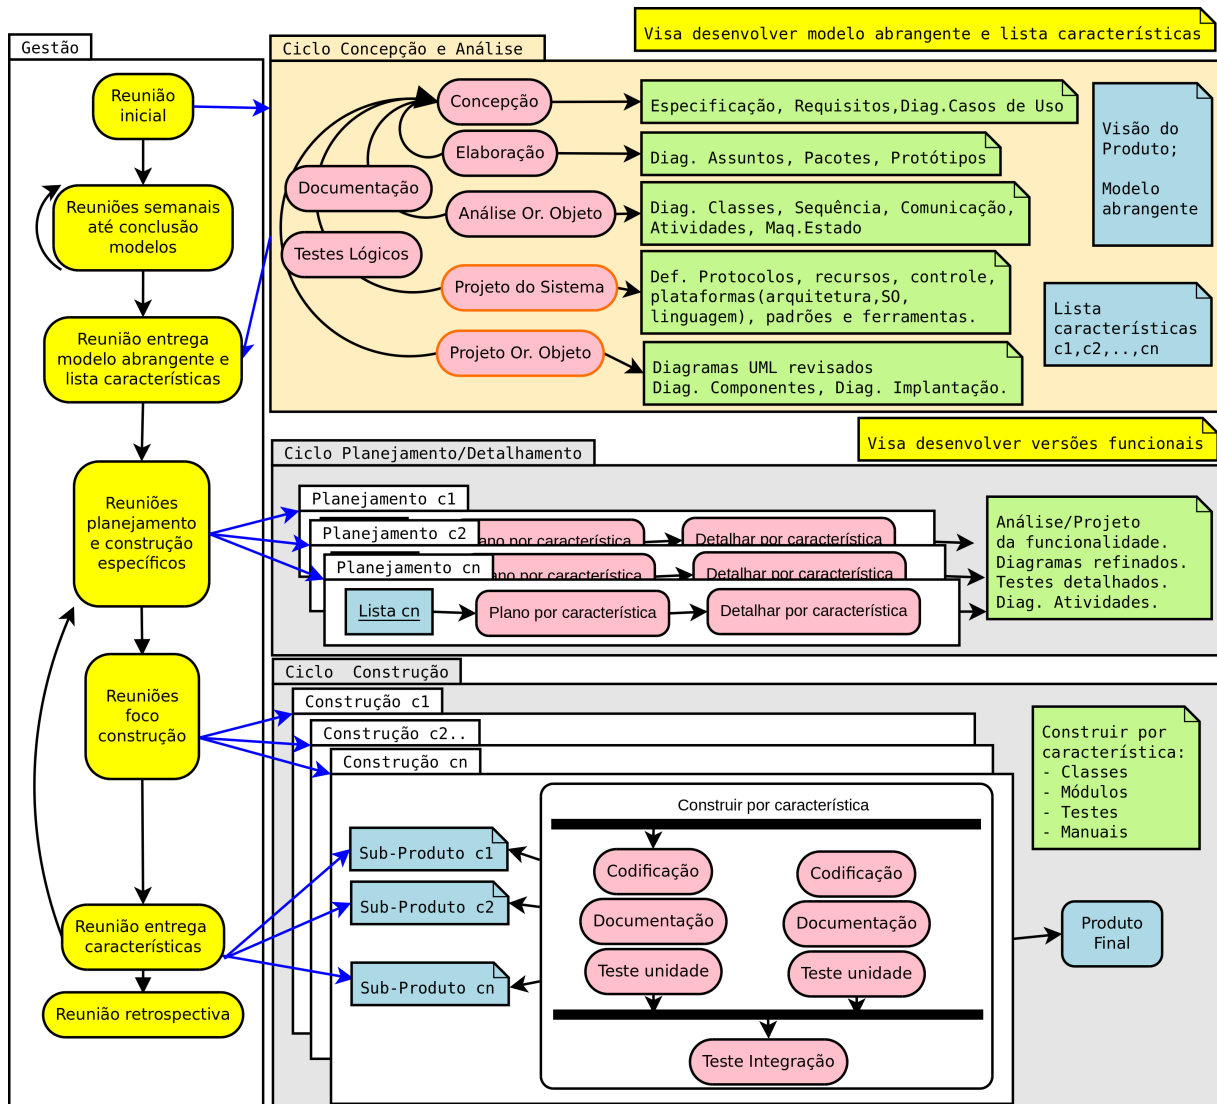 Gestão
Reunião
inicial
Reuniões semanais
até conclusão
modelos
Reunião entrega
modelo abrangente e
lista características
Reuniões
planejamento
e construção
específicos
Reuniões
foco
construção
Reunião entrega
características
Reunião retrospectiva
Visa desenvolver modelo abrangente e lista características
Ciclo Concepção e Análise
Concepção
Elaboração
Documentação
Análise Or. Objeto
Testes Lógicos
Projeto do Sistema
Projeto Or. Objeto
Especificação, Requisitos,Diag.Casos de Uso
Diag. Assuntos, Pacotes, Protótipos
Diag. Classes, Sequência, Comunicação,
Atividades, Maq.Estado
Def. Protocolos, recursos, controle,
plataformas(arquitetura,SO,
linguagem), padrões e ferramentas.
Diagramas UML revisados
Diag. Componentes, Diag. Implantação.
Visão do
Produto;
Modelo
abrangente
Lista
características
c1,c2,..,cn
Visa desenvolver versões funcionais
Ciclo Planejamento/Detalhamento
Planejamento c1
ano por característica
Detalhar por característica
Planejamento c2
ano por característica
Detalhar por característica
Planejamento cn
Lista cn
Plano por característica
Detalhar por característica
Análise/Projeto
da funcionalidade.
Diagramas refinados.
Testes detalhados.
Diag. Atividades.
Ciclo  Construção
Construção c1
Construção c2..
Construção cn
Construir por característica
Sub-Produto c1
Sub-Produto c2
Sub-Produto cn
Codificação
Documentação
Teste unidade
Codificação
Documentação
Teste unidade
Teste Integração
Construir por
característica:
- Classes
- Módulos
- Testes
- Manuais
Produto
Final